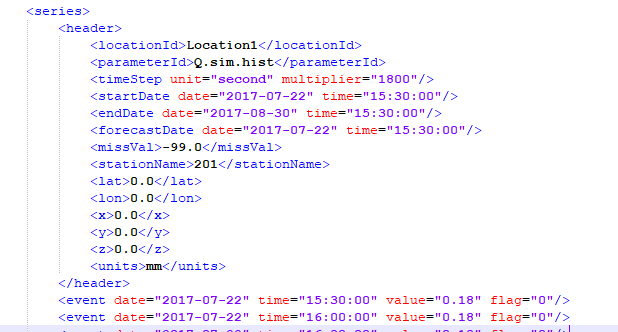 <series>
<header>
<locationId>Location1</locationId>
<parameterId>Q.sim.hist</parameterId>
<timeStep unit="second" multiplier="1800"/>
<startDate date="2017-07-22" time="15:30:00"/>
<endDate date="2017-08-30" time="15:30:00"/>
<forecastDate date="2017-07-22" time="15:30:00"/>
<missVal>-99.0</missVal>
<stationName>201</stationName>
<lat>0.0</lat>
<lon>0.0</lon>
<x>0.0</x>
<y>0.0</y>
<z>0.0</z>
<units>mm</units>
</header>
<event date="2017-07-22" time="15:30:00" value="0.18" flag="0"/>
<event date="2017-07-22" time="16:00:00" value="0.18" flag="0"/>